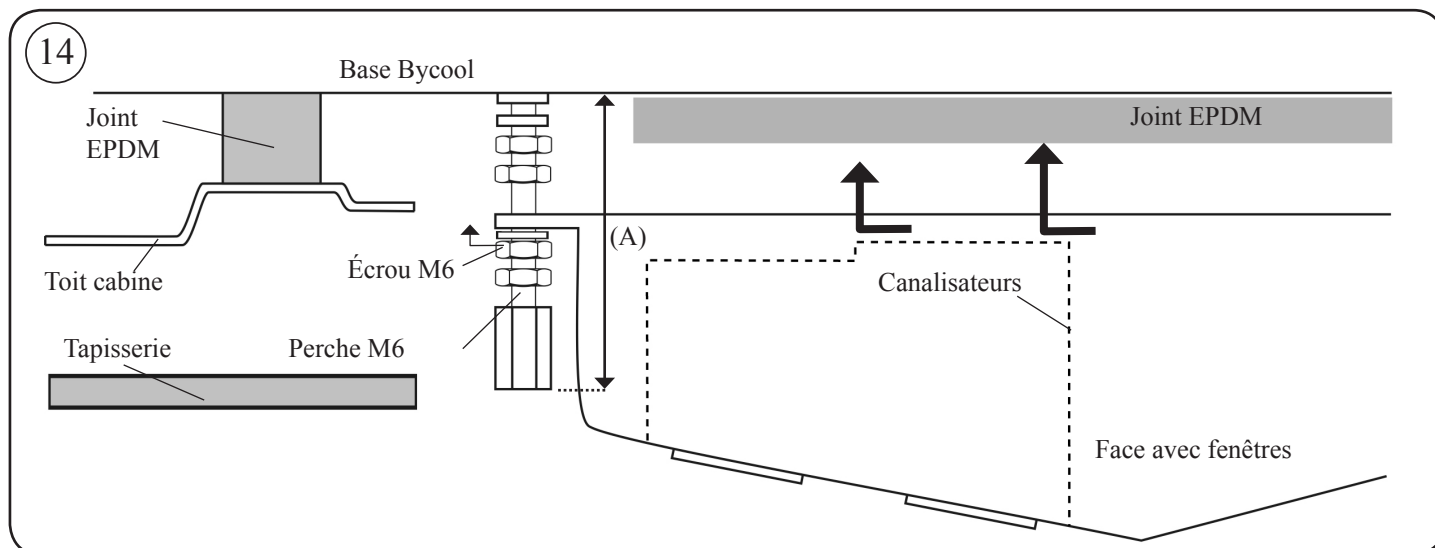 14
Base Bycool
Joint
EPDM
Joint EPDM
(A)
Écrou M6
Toit cabine
Canalisateurs
Tapisserie
Perche M6
Face avec fenêtres